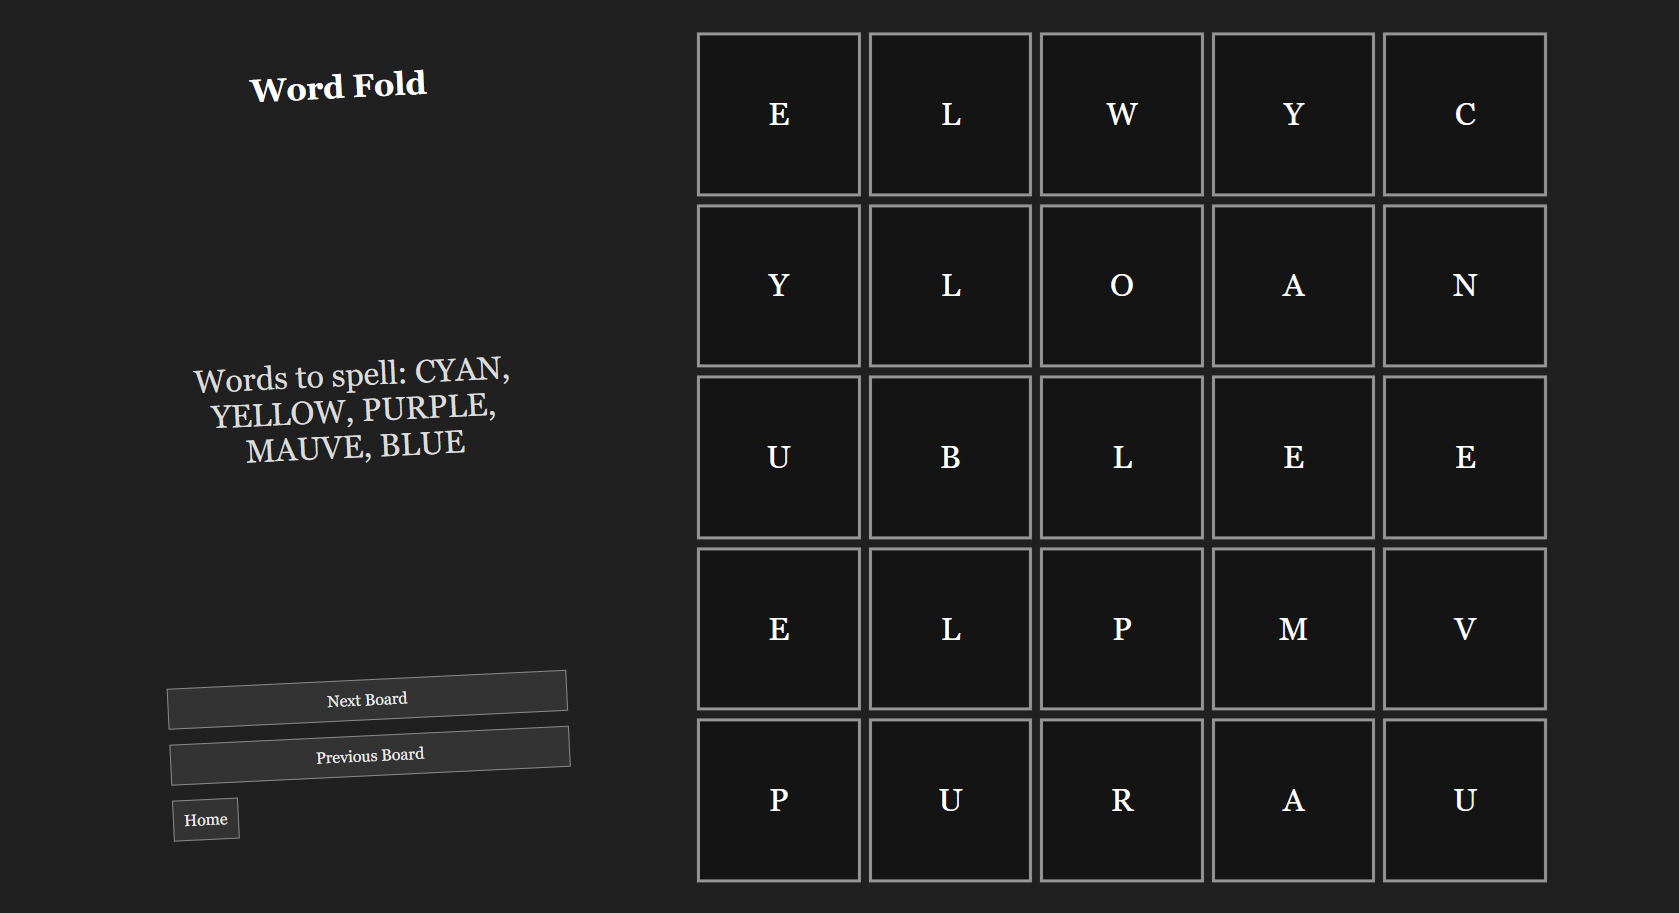 Word Fold
Words to spell: CYAN,
YELLOW, PURPLE,
MAUVE, BLUE
Next Board
Previous Board
Home
E L W Y C
Y L O A N
U B L E E
E L P M V
P U R A U